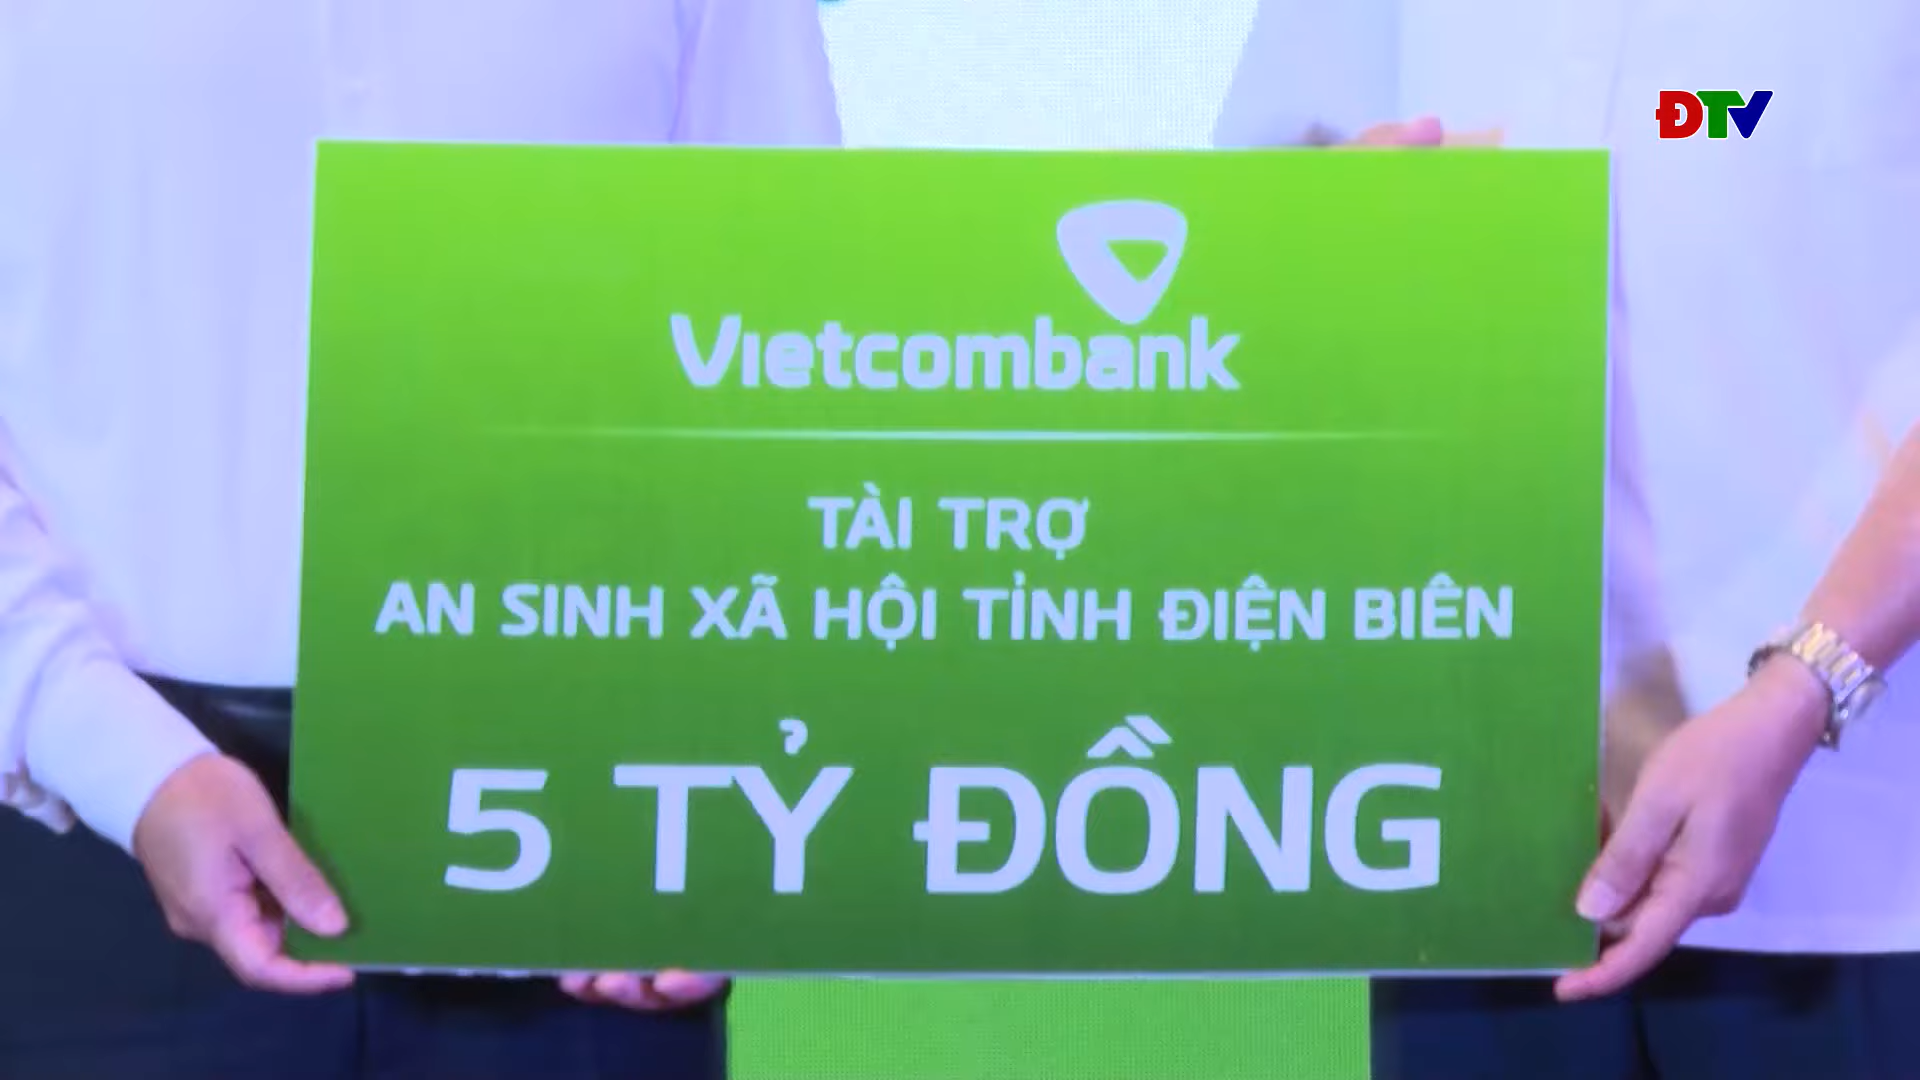 ĐTV
Vietcombank
TÀI TRỢ
AN SINH XÃ HỘI TỈNH ĐIỆN BIÊN
5 TỶ ĐỒNG